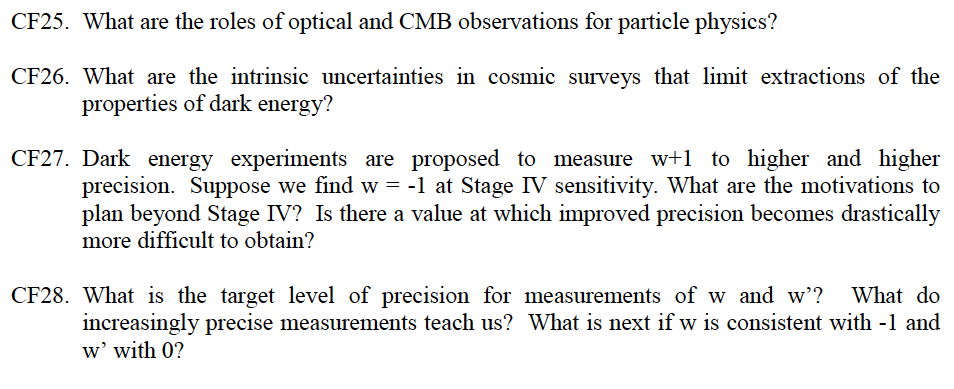 CF25. What are the roles of optical and CMB observations for particle physics?
CF26. What are the intrinsic uncertainties in cosmic surveys that limit extractions of the
properties of dark energy?
CF27. Dark energy experiments are proposed to measure w+1 to higher and higher
precision. Suppose we find w = -1 at Stage IV sensitivity. What are the motivations to
plan beyond Stage IV? Is there a value at which improved precision becomes drastically
more difficult to obtain?
CF28. What is the target level of precision for measurements of w and w’? What do
increasingly precise measurements teach us? What is next if w is consistent with -1 and
w’ with 0?